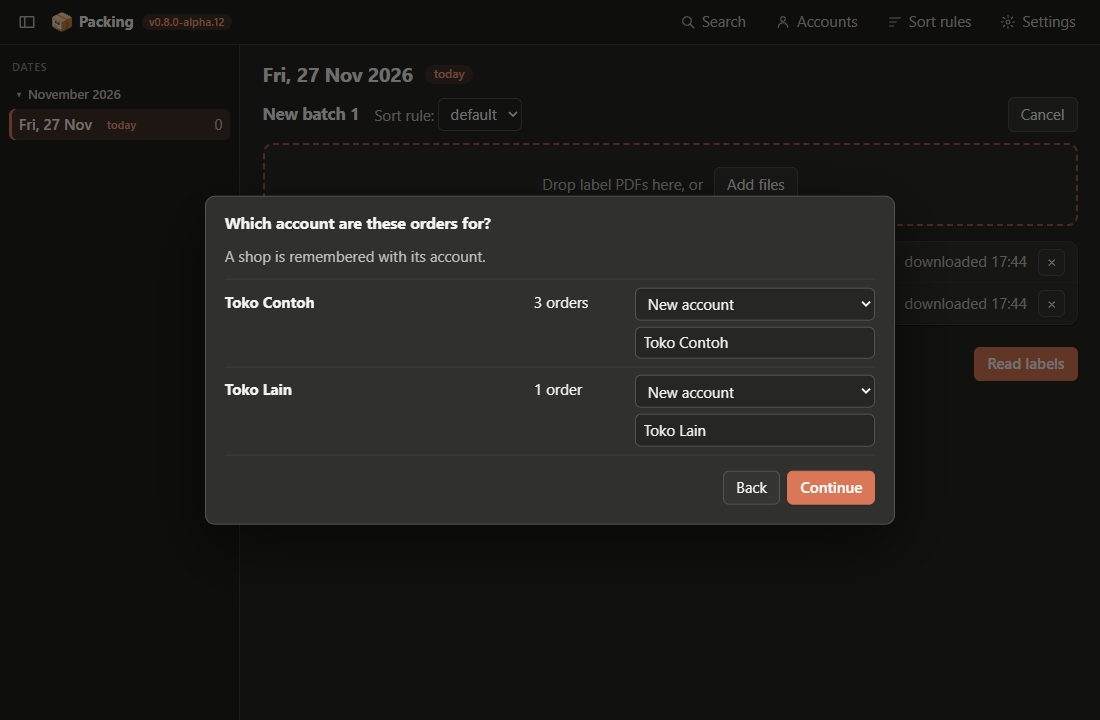 Packing v0.8.0-alpha.12 Search Accounts Sort rules Settings
DATES
November 2026
Fri, 27 Nov today 0
Fri, 27 Nov 2026 today
New batch 1 Sort rule: default Cancel
Drop label PDFs here, or Add files
downloaded 17:44 ×
downloaded 17:44 ×
Read labels
Which account are these orders for?
A shop is remembered with its account.
Toko Contoh 3 orders New account
Toko Contoh
Toko Lain 1 order New account
Toko Lain
Back Continue